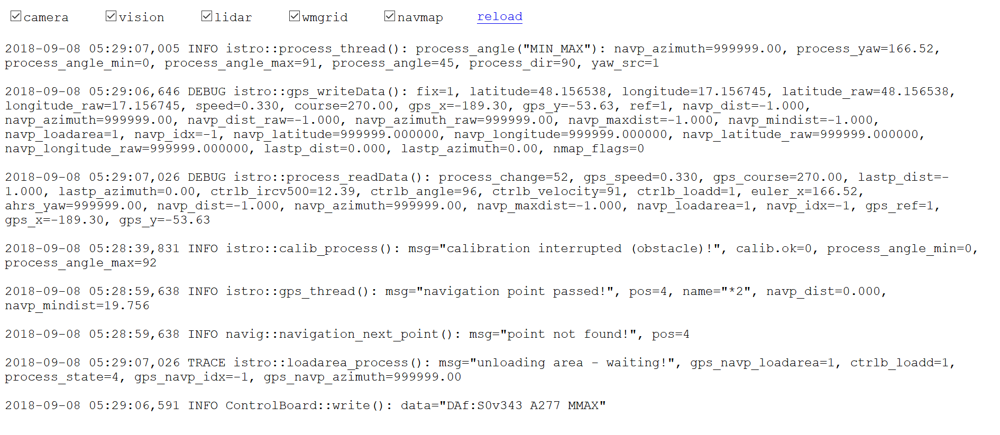 camera vision lidar wmgrid navmap reload
2018-09-08 05:29:07,005 INFO istro::process_thread(): process_angle("MIN_MAX"): navp_azimuth=999999.00, process_yaw=166.52,
process_angle_min=0, process_angle_max=91, process_angle=45, process_dir=90, yaw_src=1
2018-09-08 05:29:06,646 DEBUG istro::gps_writeData(): fix=1, latitude=48.156538, longitude=17.156745, latitude_raw=48.156538,
longitude_raw=17.156745, speed=0.330, course=270.00, gps_x=-189.30, gps_y=-53.63, ref=1, navp_dist=-1.000,
navp_azimuth=999999.00, navp_dist_raw=-1.000, navp_azimuth_raw=999999.00, navp_maxdist=-1.000, navp_mindist=-1.000,
navp_loadarea=1, navp_idx=-1, navp_latitude=999999.000000, navp_longitude=999999.000000, navp_latitude_raw=999999.000000,
navp_longitude_raw=999999.000000, lastp_dist=0.000, lastp_azimuth=0.00, nmap_flags=0
2018-09-08 05:29:07,026 DEBUG istro::process_readData(): process_change=52, gps_speed=0.330, gps_course=270.00, lastp_dist=-
1.000, lastp_azimuth=0.00, ctrlb_ircv500=12.39, ctrlb_angle=96, ctrlb_velocity=91, ctrlb_loadd=1, euler_x=166.52,
ahrs_yaw=999999.00, navp_dist=-1.000, navp_azimuth=999999.00, navp_maxdist=-1.000, navp_loadarea=1, navp_idx=-1, gps_ref=1,
gps_x=-189.30, gps_y=-53.63
2018-09-08 05:28:39,831 INFO istro::calib_process(): msg="calibration interrupted (obstacle)!", calib.ok=0, process_angle_min=0,
process_angle_max=92
2018-09-08 05:28:59,638 INFO istro::gps_thread(): msg="navigation point passed!", pos=4, name="*2", navp_dist=0.000,
navp_mindist=19.756
2018-09-08 05:28:59,638 INFO navig::navigation_next_point(): msg="point not found!", pos=4
2018-09-08 05:29:07,026 TRACE istro::loadarea_process(): msg="unloading area - waiting!", gps_navp_loadarea=1, ctrlb_loadd=1,
process_state=4, gps_navp_idx=-1, gps_navp_azimuth=999999.00
2018-09-08 05:29:06,591 INFO ControlBoard::write(): data="DAf:S0v343 A277 MMAX"